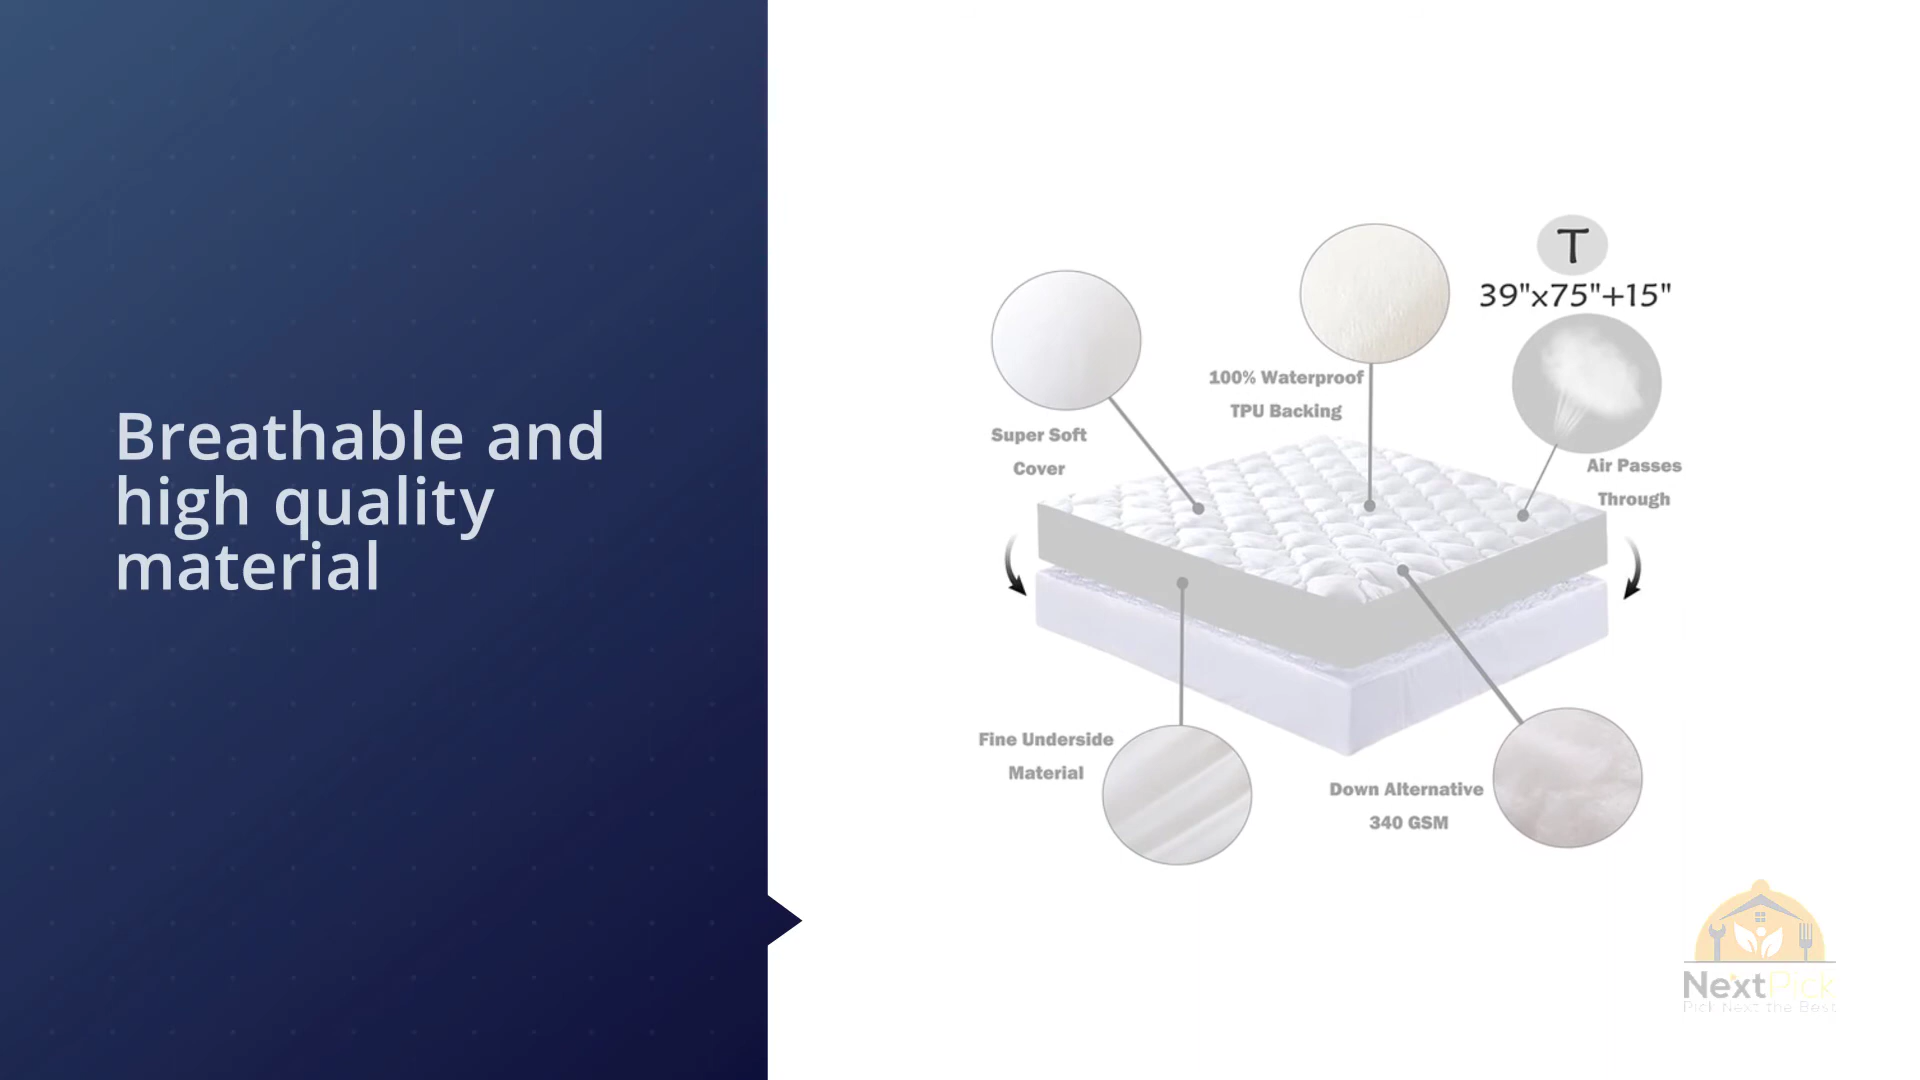 Breathable and
high quality
material
T
39"x75"+15"
100% Waterproof
TPU Backing
Super Soft
Cover
Air Passes
Through
Fine Underside
Material
Down Alternative
340 GSM
NextPick
Pick Next the Best